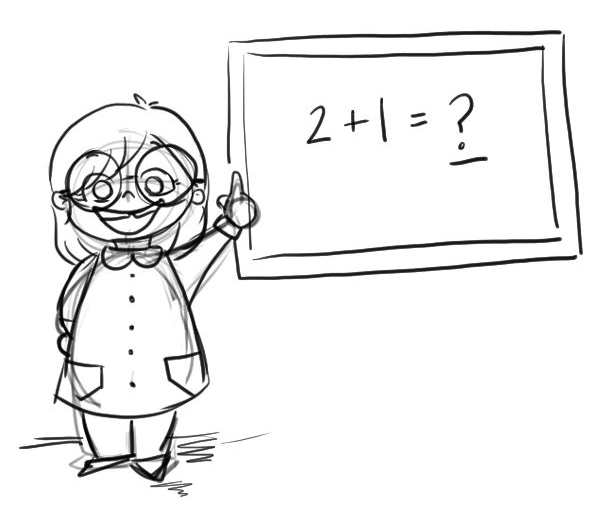 2+1 = ?